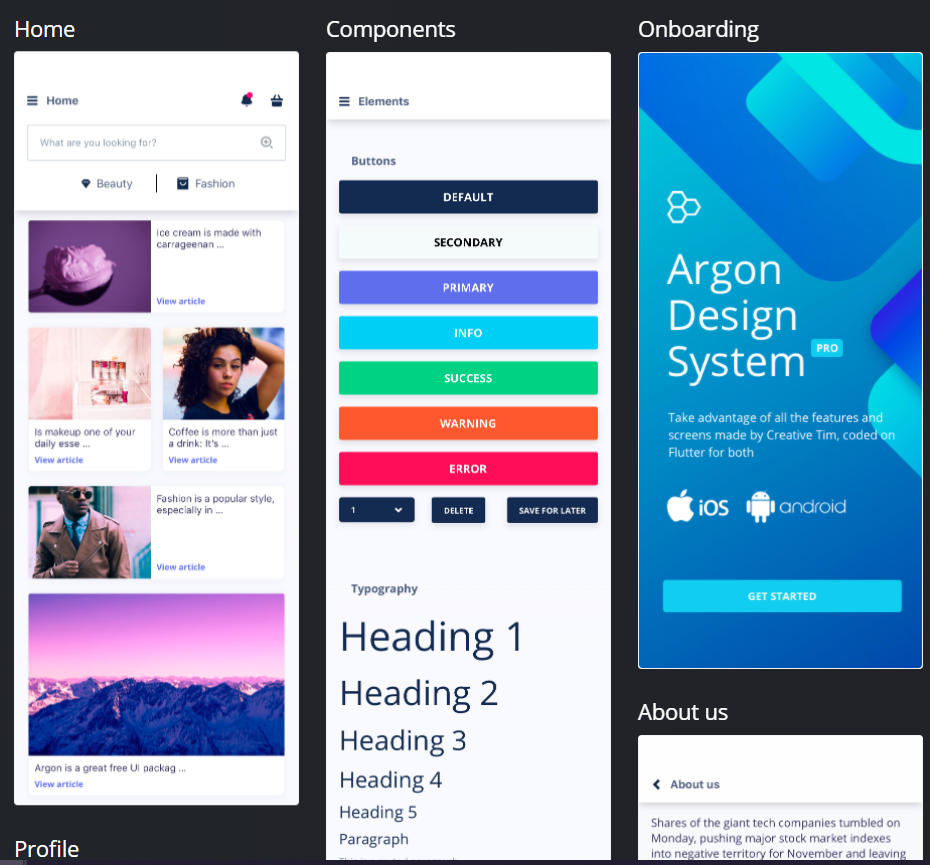 Home
Home
What are you looking for?
Beauty
Fashion
Ice cream is made with
carrageenan ...
View article
Is makeup one of your
daily esse ...
View article
Coffee is more than just
a drink: It's ...
View article
Fashion is a popular style,
especially in ...
View article
Argon is a great free UI packag ...
View article
Profile
Components
Elements
Buttons
DEFAULT
SECONDARY
PRIMARY
INFO
SUCCESS
WARNING
ERROR
1
DELETE
SAVE FOR LATER
Typography
Heading 1
Heading 2
Heading 3
Heading 4
Heading 5
Paragraph
Onboarding
Argon
Design
System PRO
Take advantage of all the features and
screens made by Creative Tim, coded on
Flutter for both
iOS android
GET STARTED
About us
About us
Shares of the giant tech companies tumbled on
Monday, pushing major stock market indexes
into negative territory for November and leaving